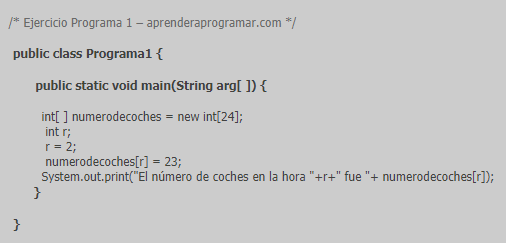 /* Ejercicio Programa 1 – aprenderaprogramar.com */
public class Programa1 {
public static void main(String arg[ ]) {
int[ ] numerodecoches = new int[24];
int r;
r = 2;
numerodecoches[r] = 23;
System.out.print("El número de coches en la hora "+r+" fue "+ numerodecoches[r]);
}
}